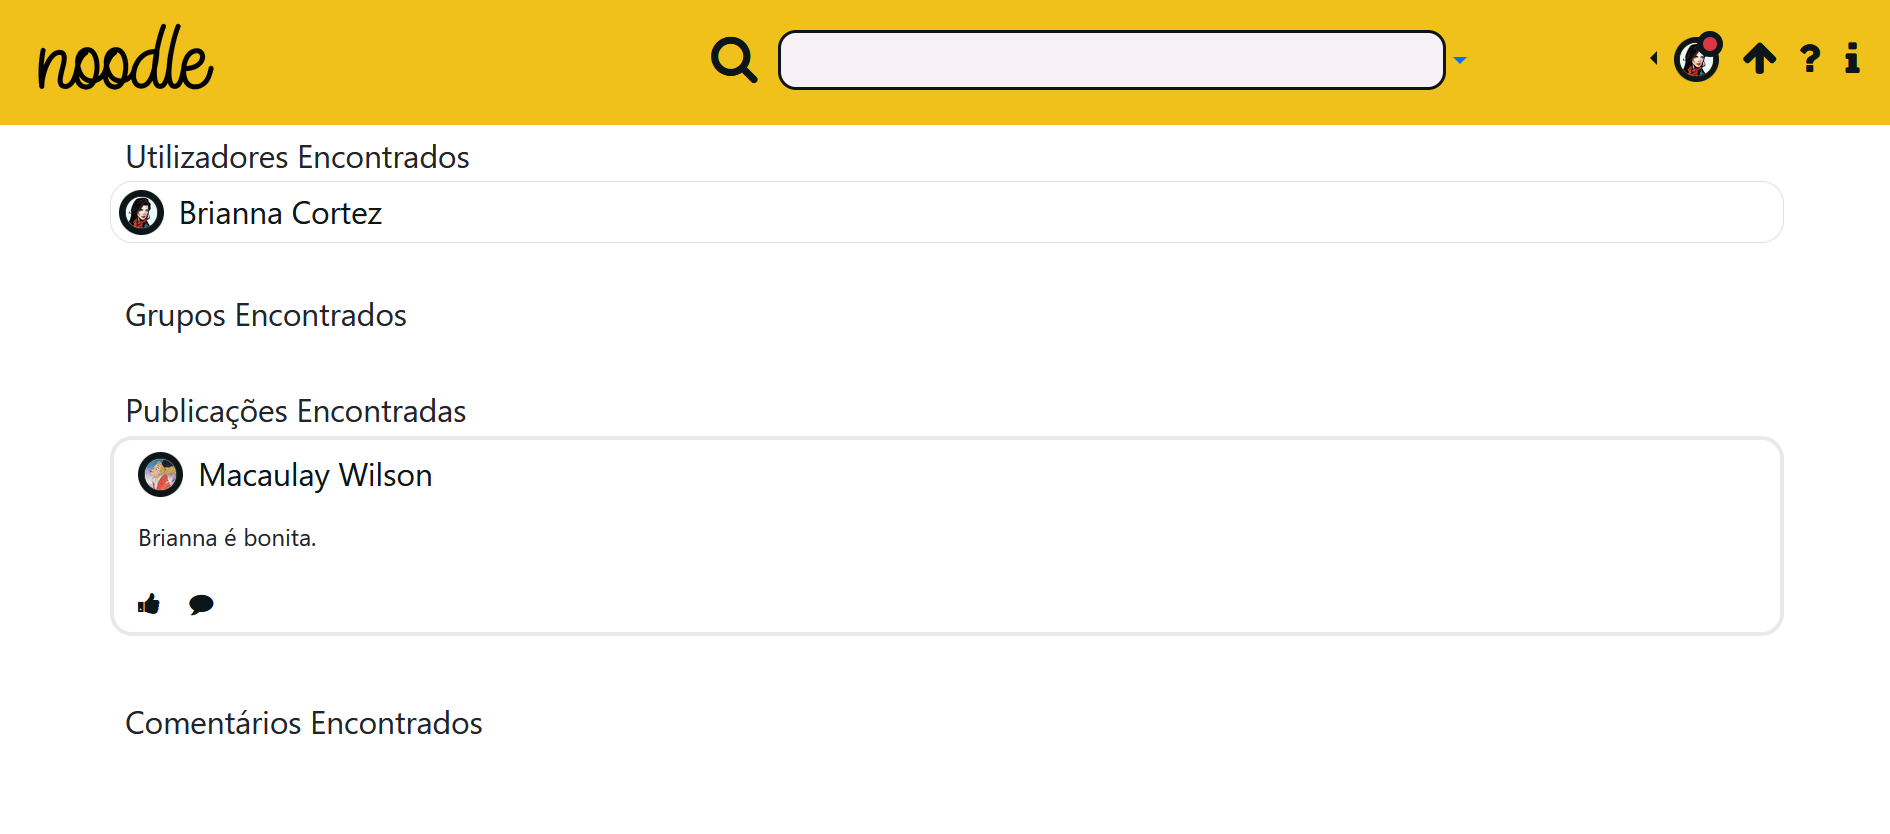 noodle
Utilizadores Encontrados
Brianna Cortez
Grupos Encontrados
Publicações Encontradas
Macaulay Wilson
Brianna é bonita.
Comentários Encontrados